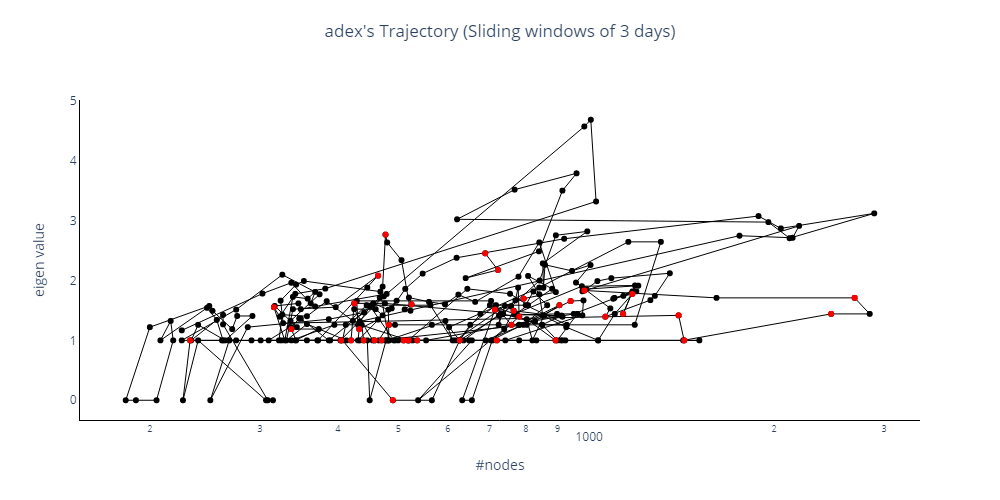 adex's Trajectory (Sliding windows of 3 days)
5
4
3
2
1
0
eigen value
2 3 4 5 6 7 8 9 1000 2 3
#nodes